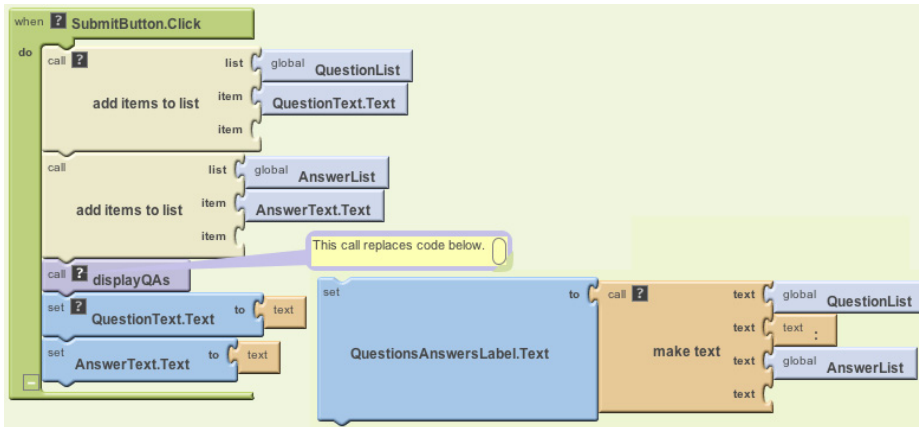 when ? SubmitButton.Click
do
call ? list global QuestionList
add items to list item QuestionText.Text
item
call list global AnswerList
add items to list item AnswerText.Text
item
This call replaces code below.
call ? displayQAs
set ? QuestionText.Text to text
set AnswerText.Text to text
set QuestionsAnswersLabel.Text to call ? make text
text global QuestionList
text text :
text global AnswerList
text